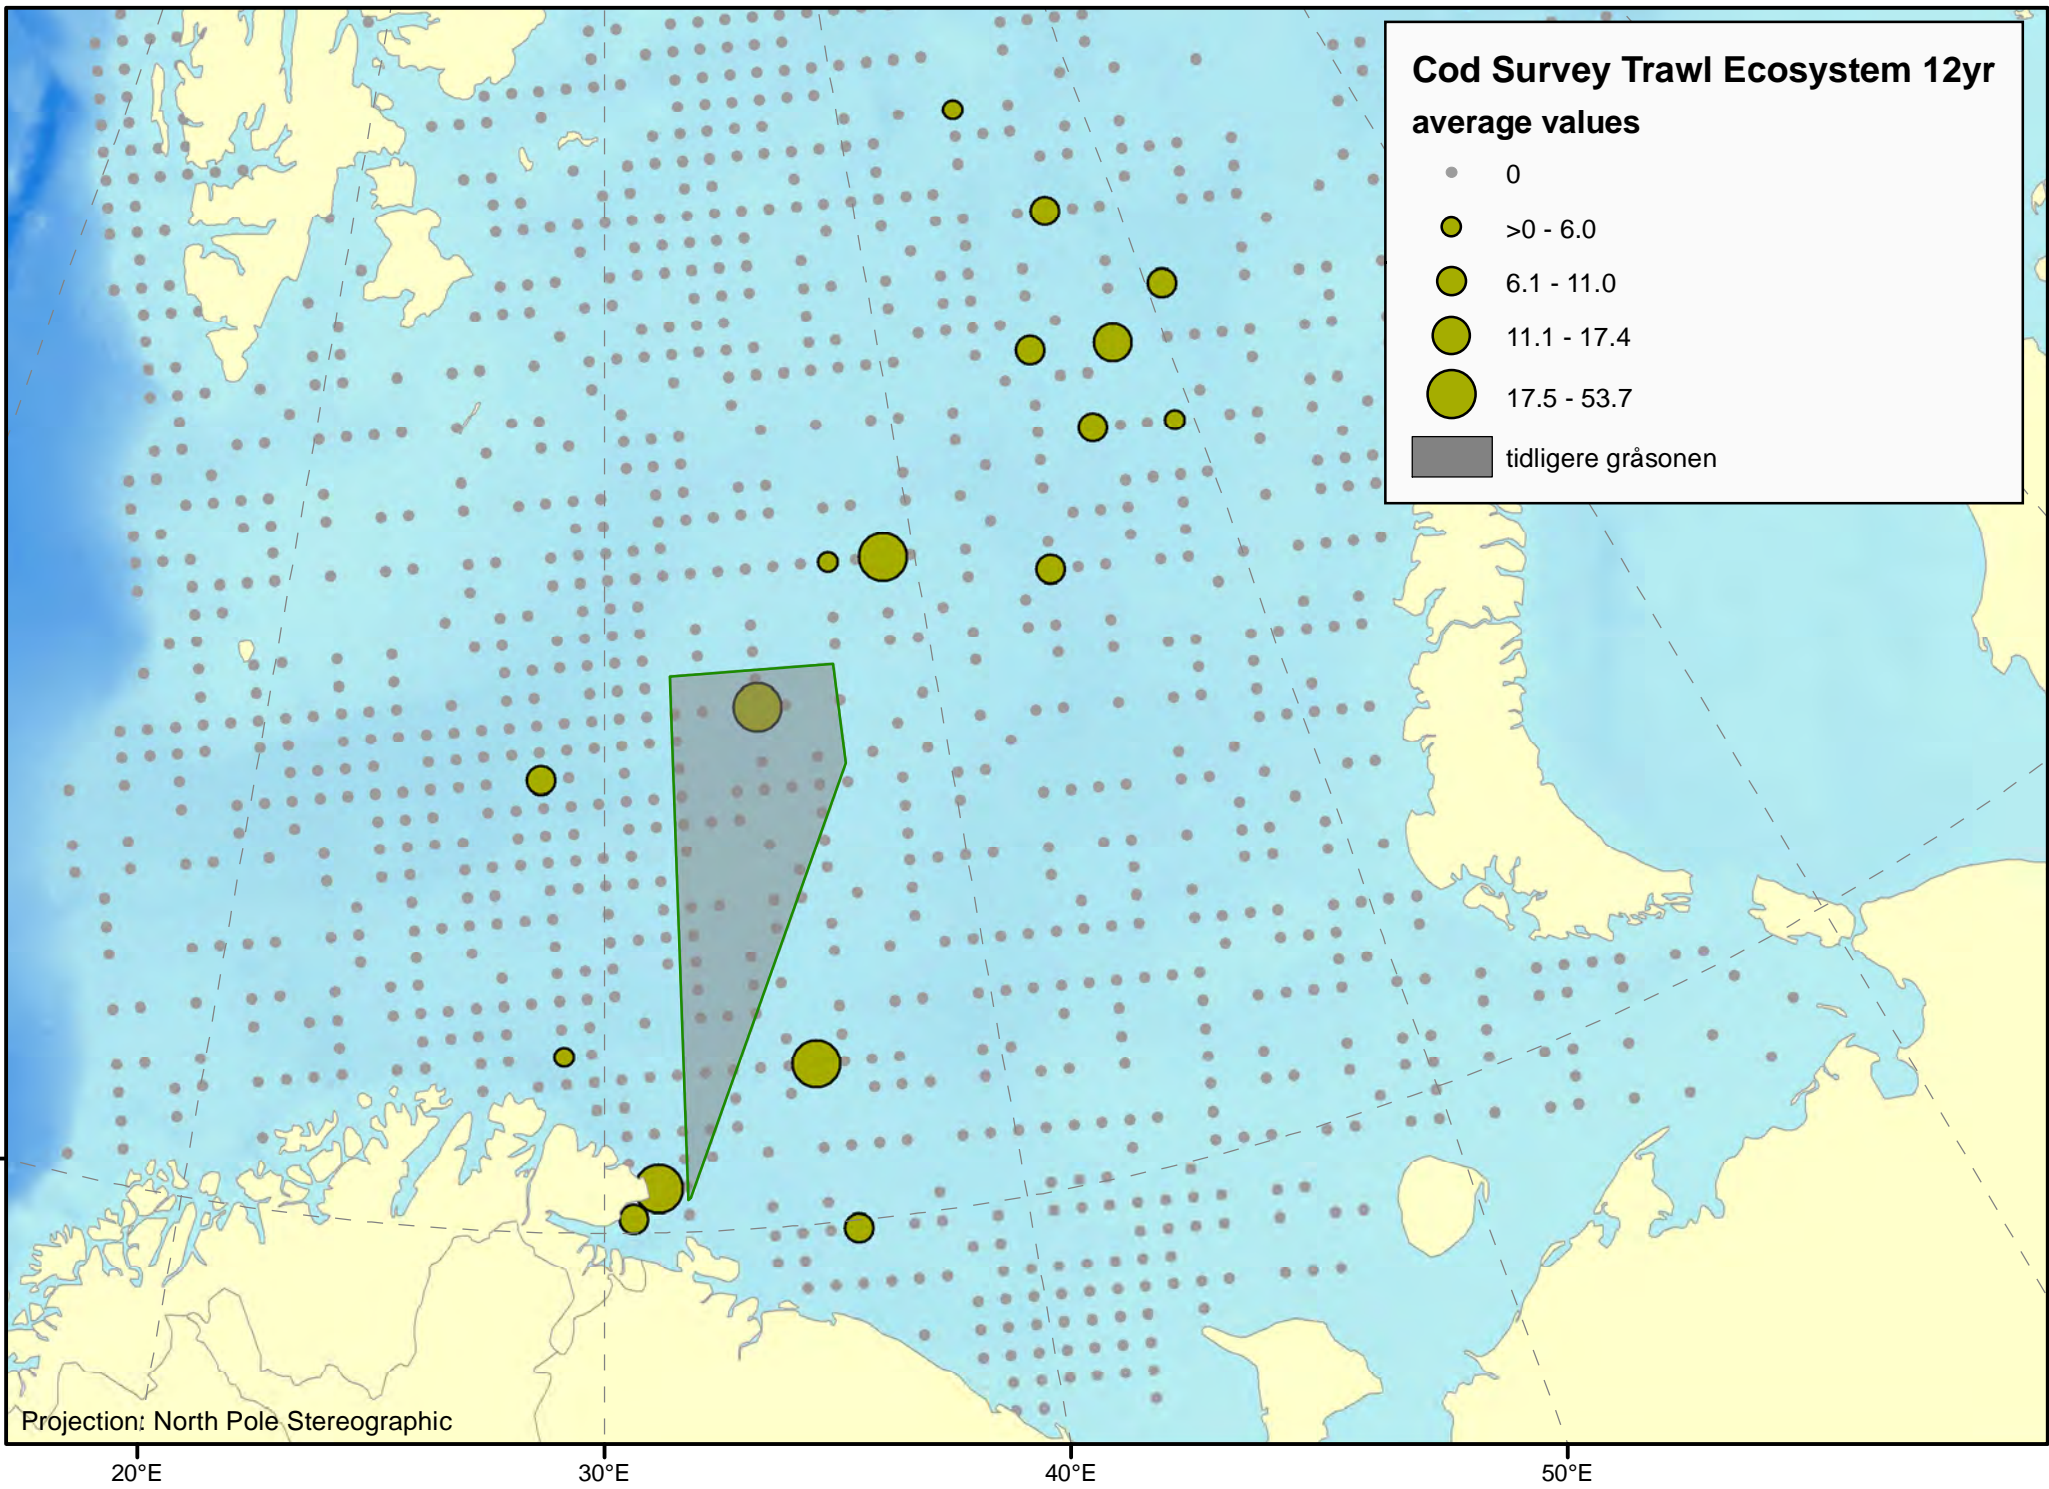 Cod Survey Trawl Ecosystem 12yr
average values
0
>0 - 6.0
6.1 - 11.0
11.1 - 17.4
17.5 - 53.7
tidligere gråsonen
Projection: North Pole Stereographic
20°E
30°E
40°E
50°E